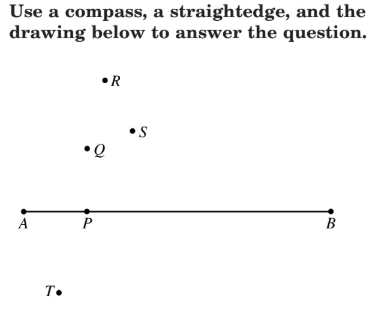 Use a compass, a straightedge, and the
drawing below to answer the question.
R
S
Q
A P B
T